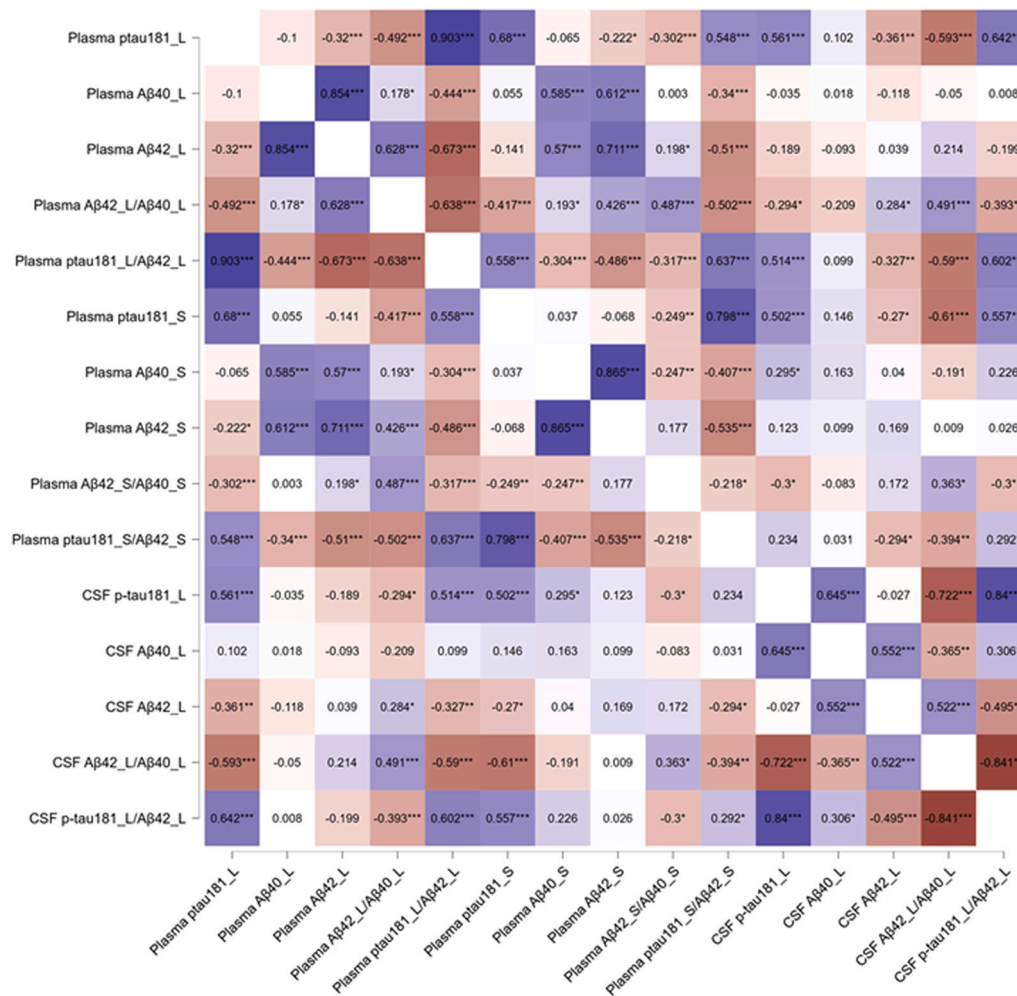 Plasma ptau181_L -0.1 -0.32*** -0.492*** 0.903*** 0.68*** -0.065 -0.222* -0.302*** 0.548*** 0.561*** 0.102 -0.361** -0.593*** 0.642*
Plasma Aβ40_L -0.1 0.854*** 0.178* -0.444*** 0.055 0.585*** 0.612*** 0.003 -0.34*** -0.035 0.018 -0.118 -0.05 0.008
Plasma Aβ42_L -0.32*** 0.854*** 0.628*** -0.673*** -0.141 0.57*** 0.711*** 0.198* -0.51*** -0.189 -0.093 0.039 0.214 -0.199
Plasma Aβ42_L/Aβ40_L -0.492*** 0.178* 0.628*** -0.638*** -0.417*** 0.193* 0.426*** 0.487*** -0.502*** -0.294* -0.209 0.284* 0.491*** -0.393*
Plasma ptau181_L/Aβ42_L 0.903*** -0.444*** -0.673*** -0.638*** 0.558*** -0.304*** -0.486*** -0.317*** 0.637*** 0.514*** 0.099 -0.327** -0.59*** 0.602*
Plasma ptau181_S 0.68*** 0.055 -0.141 -0.417*** 0.558*** 0.037 -0.068 -0.249** 0.798*** 0.502*** 0.146 -0.27* -0.61*** 0.557*
Plasma Aβ40_S -0.065 0.585*** 0.57*** 0.193* -0.304*** 0.037 0.865*** -0.247** -0.407*** 0.295* 0.163 0.04 -0.191 0.226
Plasma Aβ42_S -0.222* 0.612*** 0.711*** 0.426*** -0.486*** -0.068 0.865*** 0.177 -0.535*** 0.123 0.099 0.169 0.009 0.026
Plasma Aβ42_S/Aβ40_S -0.302*** 0.003 0.198* 0.487*** -0.317*** -0.249** -0.247** 0.177 -0.218* -0.3* -0.083 0.172 0.363* -0.3*
Plasma ptau181_S/Aβ42_S 0.548*** -0.34*** -0.51*** -0.502*** 0.637*** 0.798*** -0.407*** -0.535*** -0.218* 0.234 0.031 -0.294* -0.394** 0.292
CSF p-tau181_L 0.561*** -0.035 -0.189 -0.294* 0.514*** 0.502*** 0.295* 0.123 -0.3* 0.234 0.645*** -0.027 -0.722*** 0.84**
CSF Aβ40_L 0.102 0.018 -0.093 -0.209 0.099 0.146 0.163 0.099 -0.083 0.031 0.645*** 0.552*** -0.365** 0.306
CSF Aβ42_L -0.361** -0.118 0.039 0.284* -0.327** -0.27* 0.04 0.169 0.172 -0.294* -0.027 0.552*** 0.522*** -0.495*
CSF Aβ42_L/Aβ40_L -0.593*** -0.05 0.214 0.491*** -0.59*** -0.61*** -0.191 0.009 0.363* -0.394** -0.722*** -0.365** 0.522*** -0.841*
CSF p-tau181_L/Aβ42_L 0.642*** 0.008 -0.199 -0.393*** 0.602*** 0.557*** 0.226 0.026 -0.3* 0.292* 0.84*** 0.306* -0.495*** -0.841***
Plasma ptau181_L
Plasma Aβ40_L
Plasma Aβ42_L
Plasma Aβ42_L/Aβ40_L
Plasma ptau181_L/Aβ42_L
Plasma ptau181_S
Plasma Aβ40_S
Plasma Aβ42_S
Plasma Aβ42_S/Aβ40_S
Plasma ptau181_S/Aβ42_S
CSF p-tau181_L
CSF Aβ40_L
CSF Aβ42_L
CSF Aβ42_L/Aβ40_L
CSF p-tau181_L/Aβ42_L